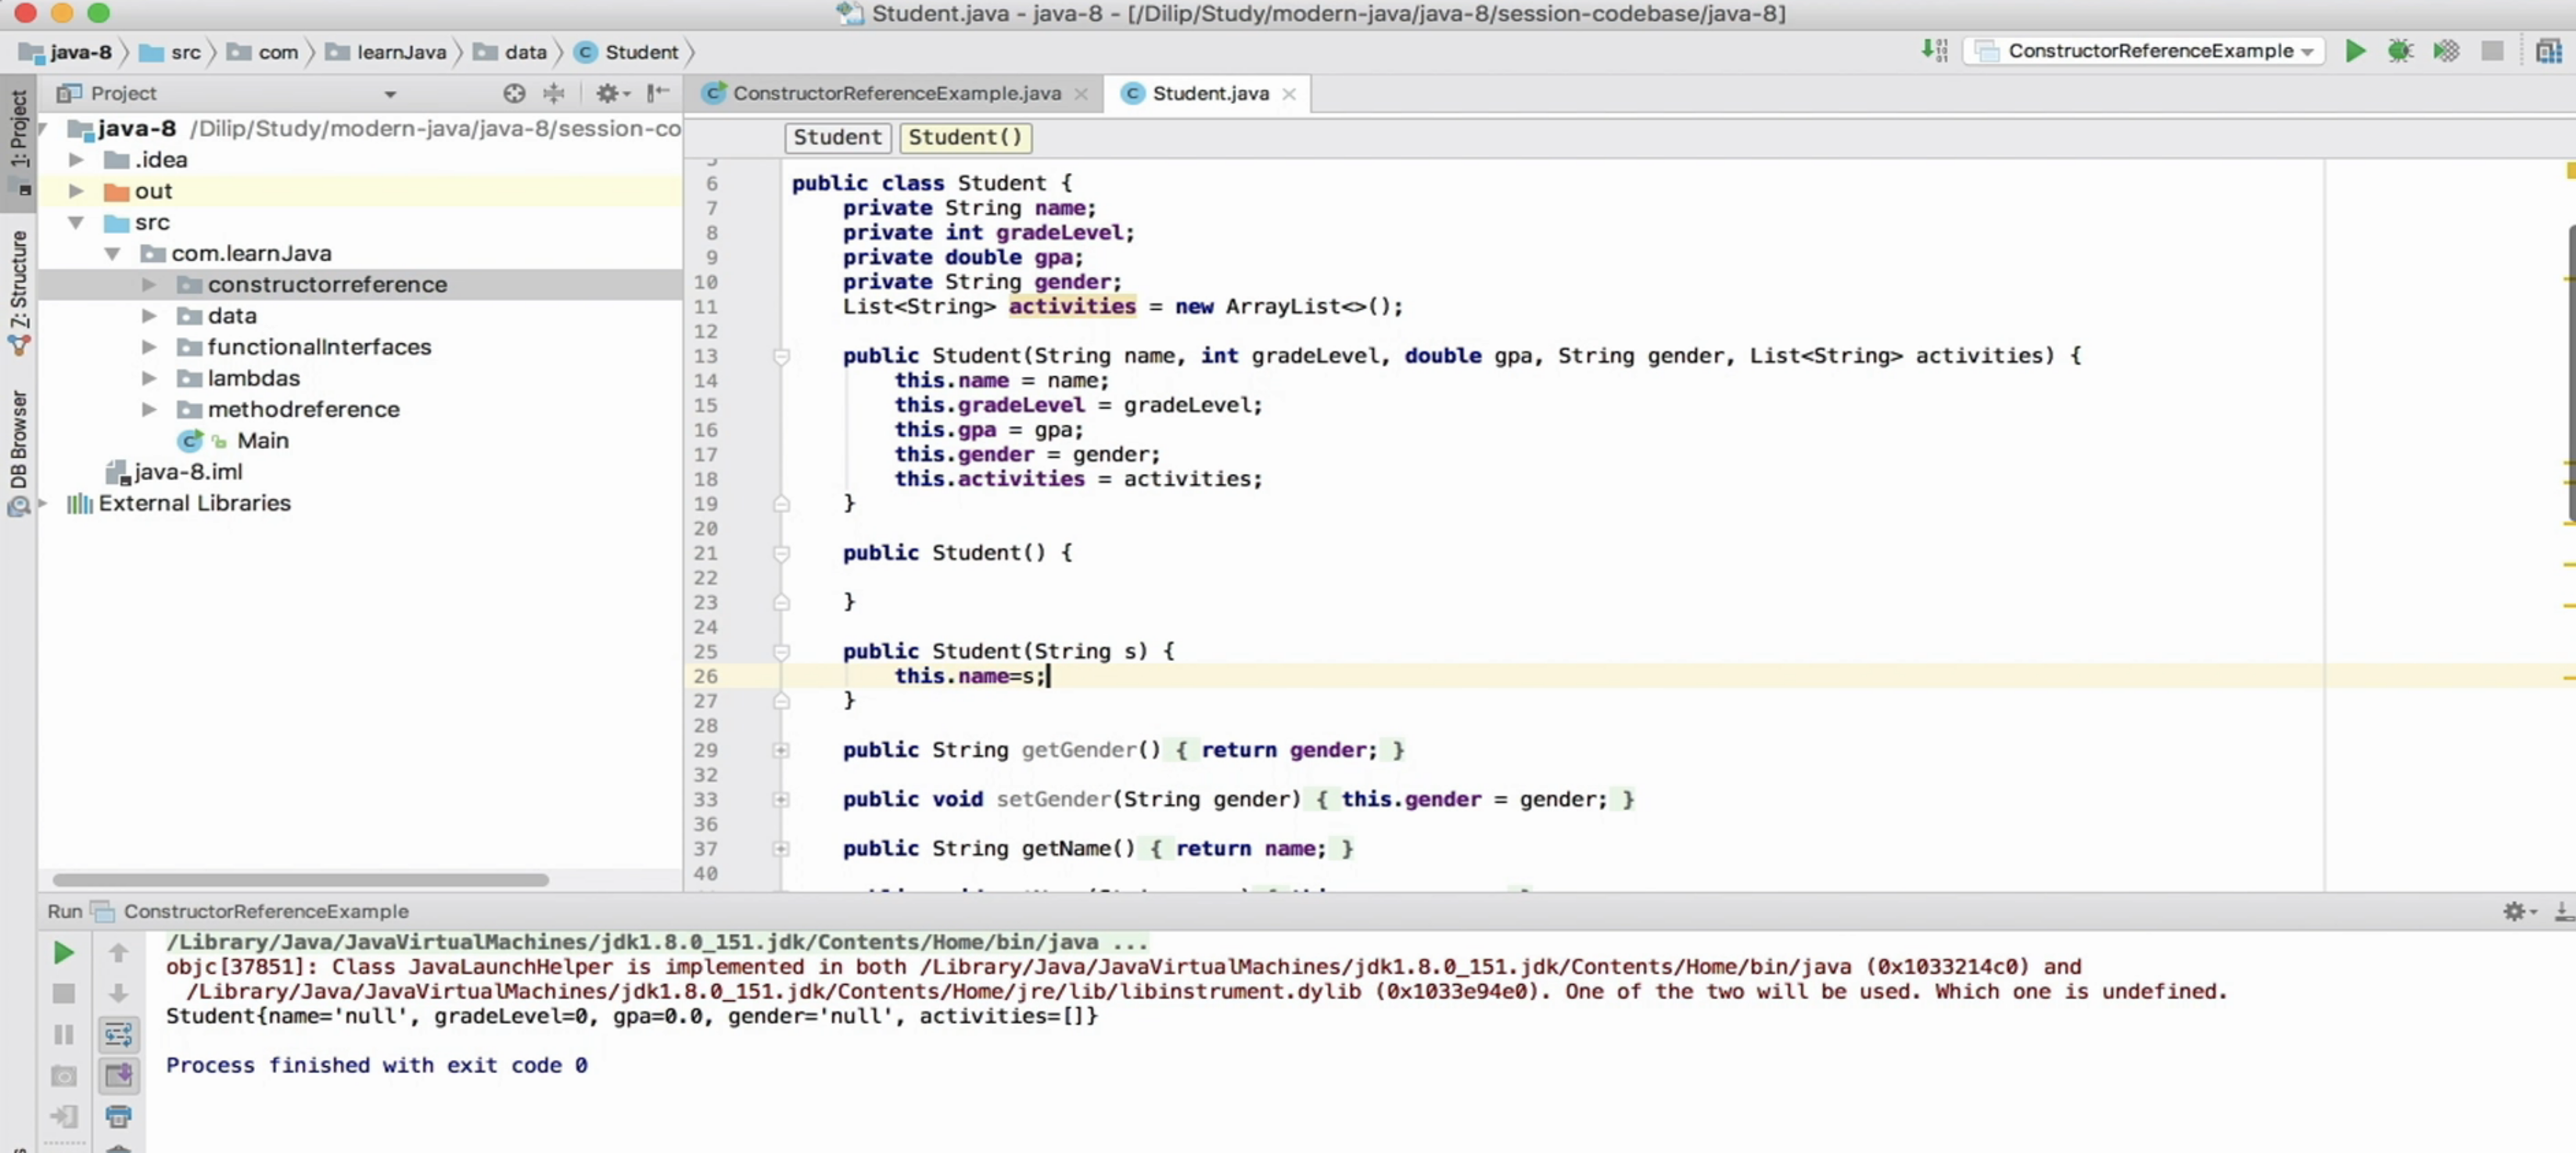 Student.java - java-8 - [/Dilip/Study/modern-java/java-8/session-codebase/java-8]
java-8 src com learnJava data Student
ConstructorReferenceExample
Project
ConstructorReferenceExample.java
Student.java
1: Project
Z: Structure
DB Browser
java-8 /Dilip/Study/modern-java/java-8/session-co
.idea
out
src
com.learnJava
constructorreference
data
functionalInterfaces
lambdas
methodreference
Main
java-8.iml
External Libraries
Student Student()
6 public class Student {
7 private String name;
8 private int gradeLevel;
9 private double gpa;
10 private String gender;
11 List<String> activities = new ArrayList<>();
12
13 public Student(String name, int gradeLevel, double gpa, String gender, List<String> activities) {
14 this.name = name;
15 this.gradeLevel = gradeLevel;
16 this.gpa = gpa;
17 this.gender = gender;
18 this.activities = activities;
19 }
20
21 public Student() {
22
23 }
24
25 public Student(String s) {
26 this.name=s;
27 }
28
29 public String getGender() { return gender; }
32
33 public void setGender(String gender) { this.gender = gender; }
36
37 public String getName() { return name; }
40
Run ConstructorReferenceExample
/Library/Java/JavaVirtualMachines/jdk1.8.0_151.jdk/Contents/Home/bin/java ...
objc[37851]: Class JavaLaunchHelper is implemented in both /Library/Java/JavaVirtualMachines/jdk1.8.0_151.jdk/Contents/Home/bin/java (0x1033214c0) and
/Library/Java/JavaVirtualMachines/jdk1.8.0_151.jdk/Contents/Home/jre/lib/libinstrument.dylib (0x1033e94e0). One of the two will be used. Which one is undefined.
Student{name='null', gradeLevel=0, gpa=0.0, gender='null', activities=[]}
Process finished with exit code 0